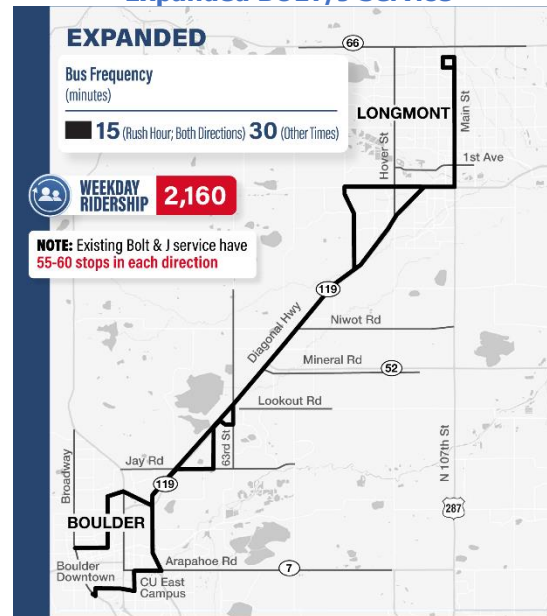 EXPANDED
Bus Frequency
(minutes)
15 (Rush Hour; Both Directions) 30 (Other Times)
WEEKDAY
RIDERSHIP
2,160
NOTE: Existing Bolt & J service have
55-60 stops in each direction
66
LONGMONT
Hover St
Main St
1st Ave
119
Diagonal Hwy
Niwot Rd
Mineral Rd
52
Lookout Rd
63rd St
Jay Rd
119
Broadway
N 107th St
287
BOULDER
Boulder
Downtown
Arapahoe Rd
7
CU East
Campus